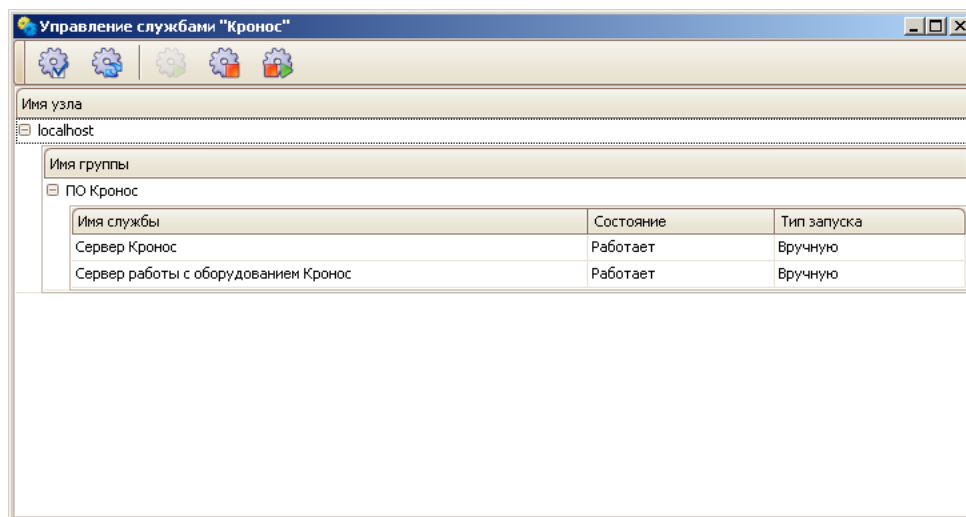 Управление службами "Кронос"
Имя узла
localhost
Имя группы
ПО Кронос
Имя службы Состояние Тип запуска
Сервер Кронос Работает Вручную
Сервер работы с оборудованием Кронос Работает Вручную